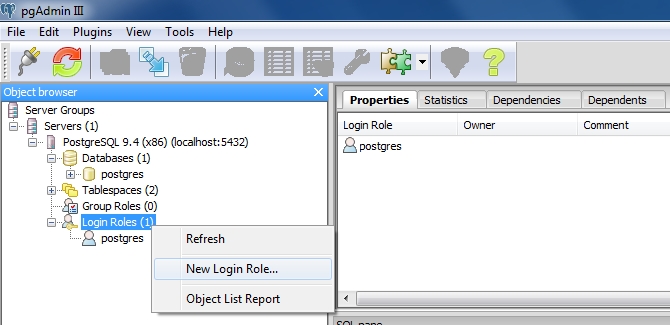 pgAdmin III
File Edit Plugins View Tools Help
Object browser
Server Groups
Servers (1)
PostgreSQL 9.4 (x86) (localhost:5432)
Databases (1)
postgres
Tablespaces (2)
Group Roles (0)
Login Roles (1)
postgres
Refresh
New Login Role...
Object List Report
Properties Statistics Dependencies Dependents
Login Role Owner Comment
postgres
SQL pane